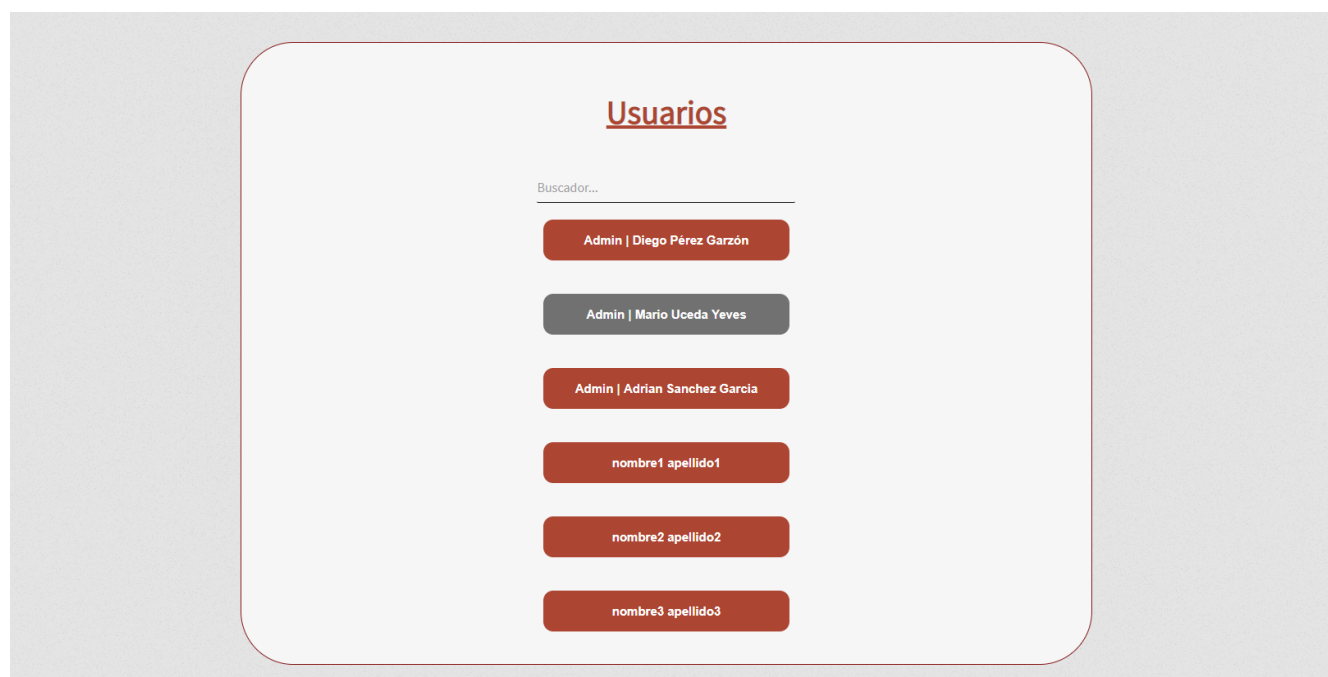 Usuarios
Buscador...
Admin | Diego Pérez Garzón
Admin | Mario Uceda Yeves
Admin | Adrian Sanchez Garcia
nombre1 apellido1
nombre2 apellido2
nombre3 apellido3